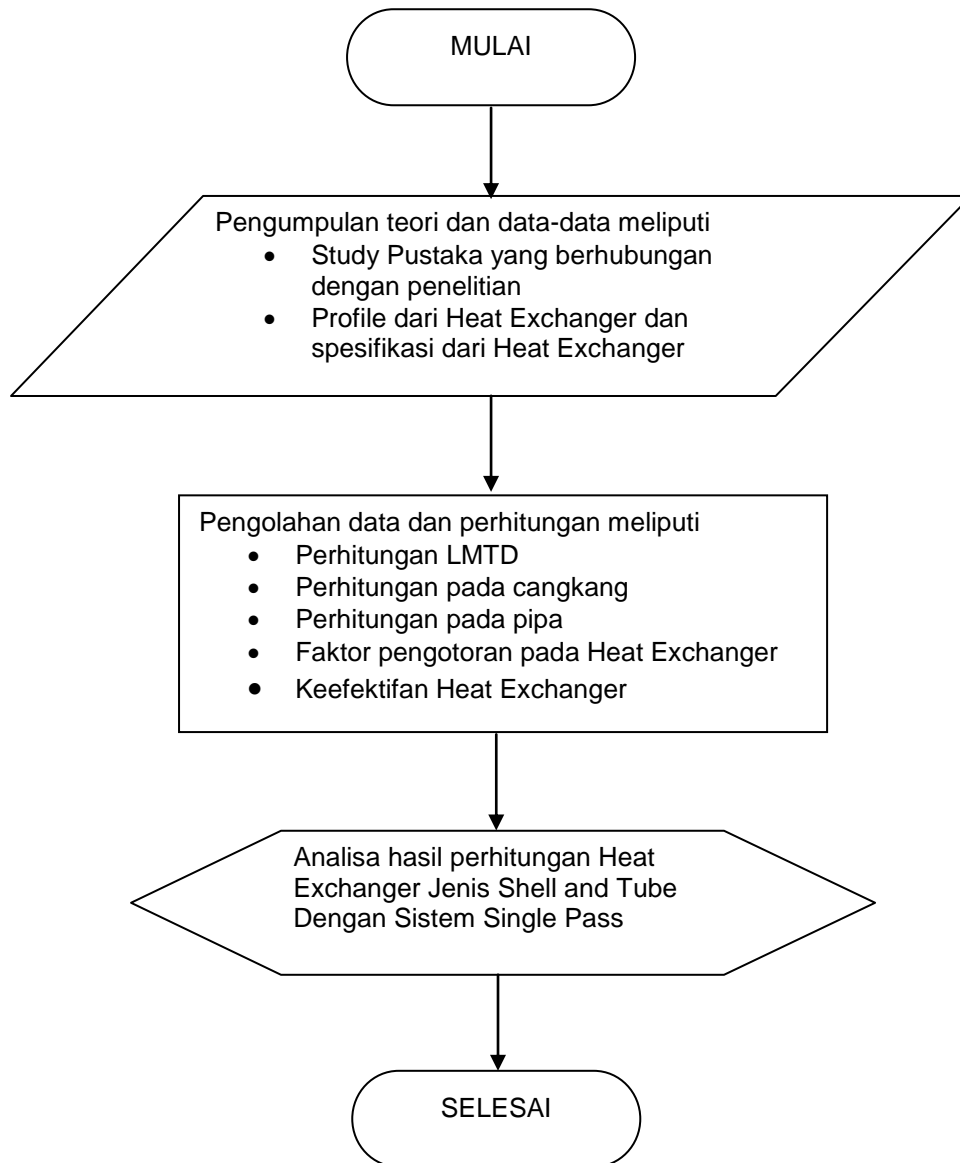 MULAI
Pengumpulan teori dan data-data meliputi
• Study Pustaka yang berhubungan
dengan penelitian
• Profile dari Heat Exchanger dan
spesifikasi dari Heat Exchanger
Pengolahan data dan perhitungan meliputi
• Perhitungan LMTD
• Perhitungan pada cangkang
• Perhitungan pada pipa
• Faktor pengotoran pada Heat Exchanger
• Keefektifan Heat Exchanger
Analisa hasil perhitungan Heat
Exchanger Jenis Shell and Tube
Dengan Sistem Single Pass
SELESAI